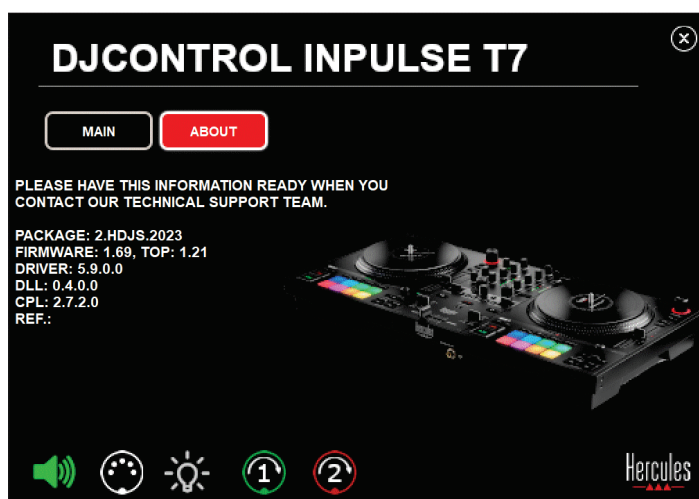 DJCONTROL INPULSE T7
MAIN
ABOUT
PLEASE HAVE THIS INFORMATION READY WHEN YOU
CONTACT OUR TECHNICAL SUPPORT TEAM.
PACKAGE: 2.HDJS.2023
FIRMWARE: 1.69, TOP: 1.21
DRIVER: 5.9.0.0
DLL: 0.4.0.0
CPL: 2.7.2.0
REF.:
1
2
Hercules